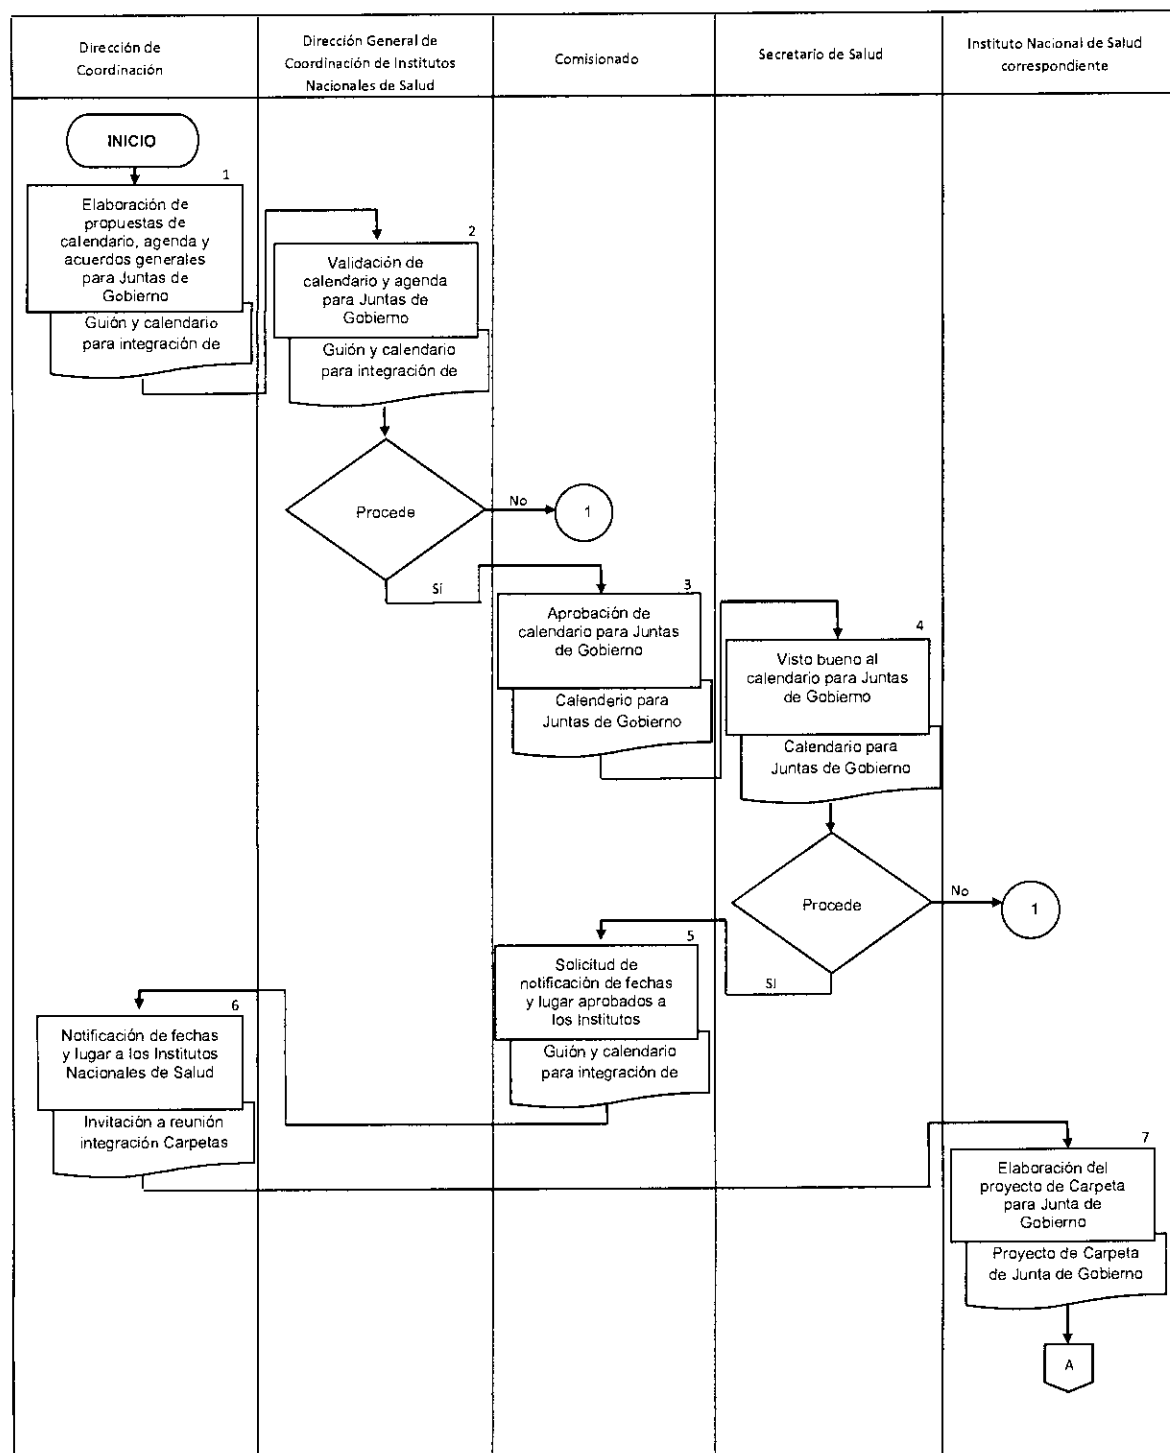 Dirección de
Coordinación
Dirección General de
Coordinación de Institutos
Nacionales de Salud
Comisionado
Secretario de Salud
Instituto Nacional de Salud
correspondiente
INICIO
1
Elaboración de
propuestas de
calendario, agenda y
acuerdos generales
para Juntas de
Gobierno
Guión y calendario
para integración de
2
Validación de
calendario y agenda
para Juntas de
Gobierno
Guión y calendario
para integración de
Procede
No
1
Sí
3
Aprobación de
calendario para Juntas
de Gobierno
Calenderio para
Juntas de Gobierno
4
Visto bueno al
calendario para Juntas
de Gobierno
Calendario para
Juntas de Gobierno
Procede
No
1
SI
5
Solicitud de
notificación de fechas
y lugar aprobados a
los Institutos
Guión y calendario
para integración de
6
Notificación de fechas
y lugar a los Institutos
Nacionales de Salud
Invitación a reunión
integración Carpetas
7
Elaboración del
proyecto de Carpeta
para Junta de
Gobierno
Proyecto de Carpeta
de Junta de Gobierno
A